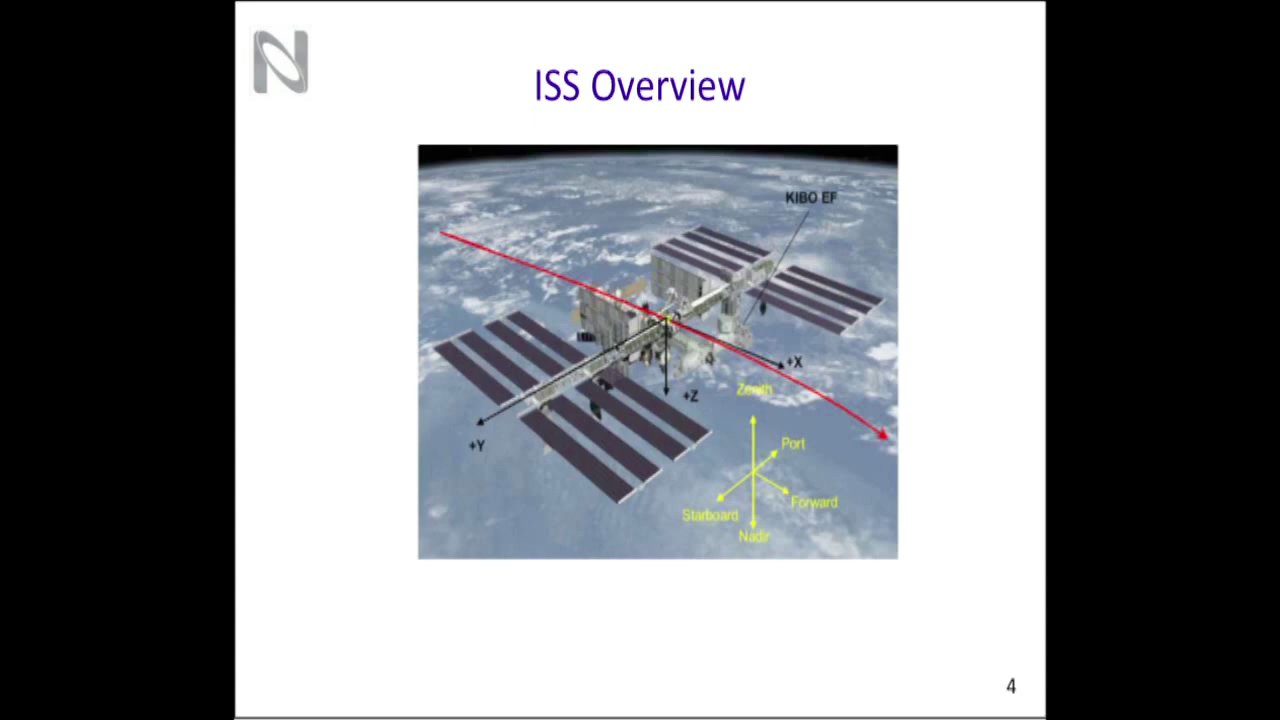 N
ISS Overview
KIBO EF
+X
Zenith
+Z
Port
+Y
Forward
Starboard
Nadir
4